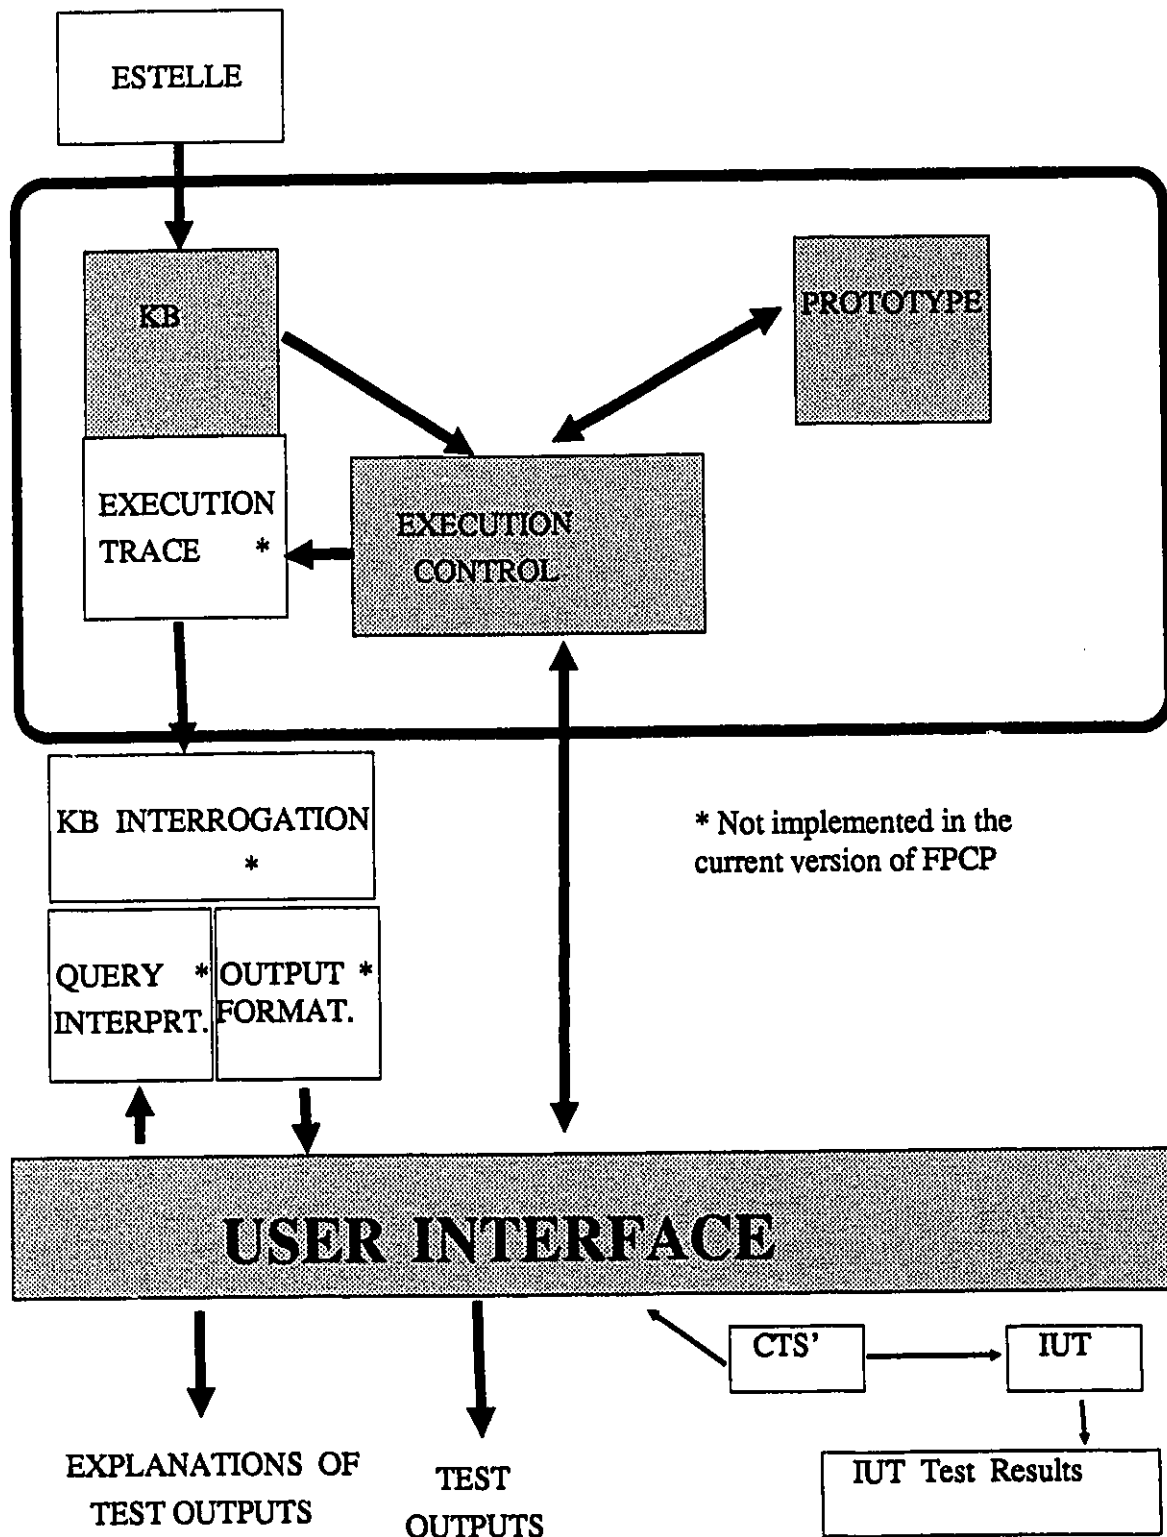 ESTELLE
KB
PROTOTYPE
EXECUTION
TRACE *
EXECUTION
CONTROL
KB INTERROGATION
*
* Not implemented in the
current version of FPCP
QUERY *
INTERPRT.
OUTPUT *
FORMAT.
USER INTERFACE
CTS'
IUT
IUT Test Results
EXPLANATIONS OF
TEST OUTPUTS
TEST
OUTPUTS